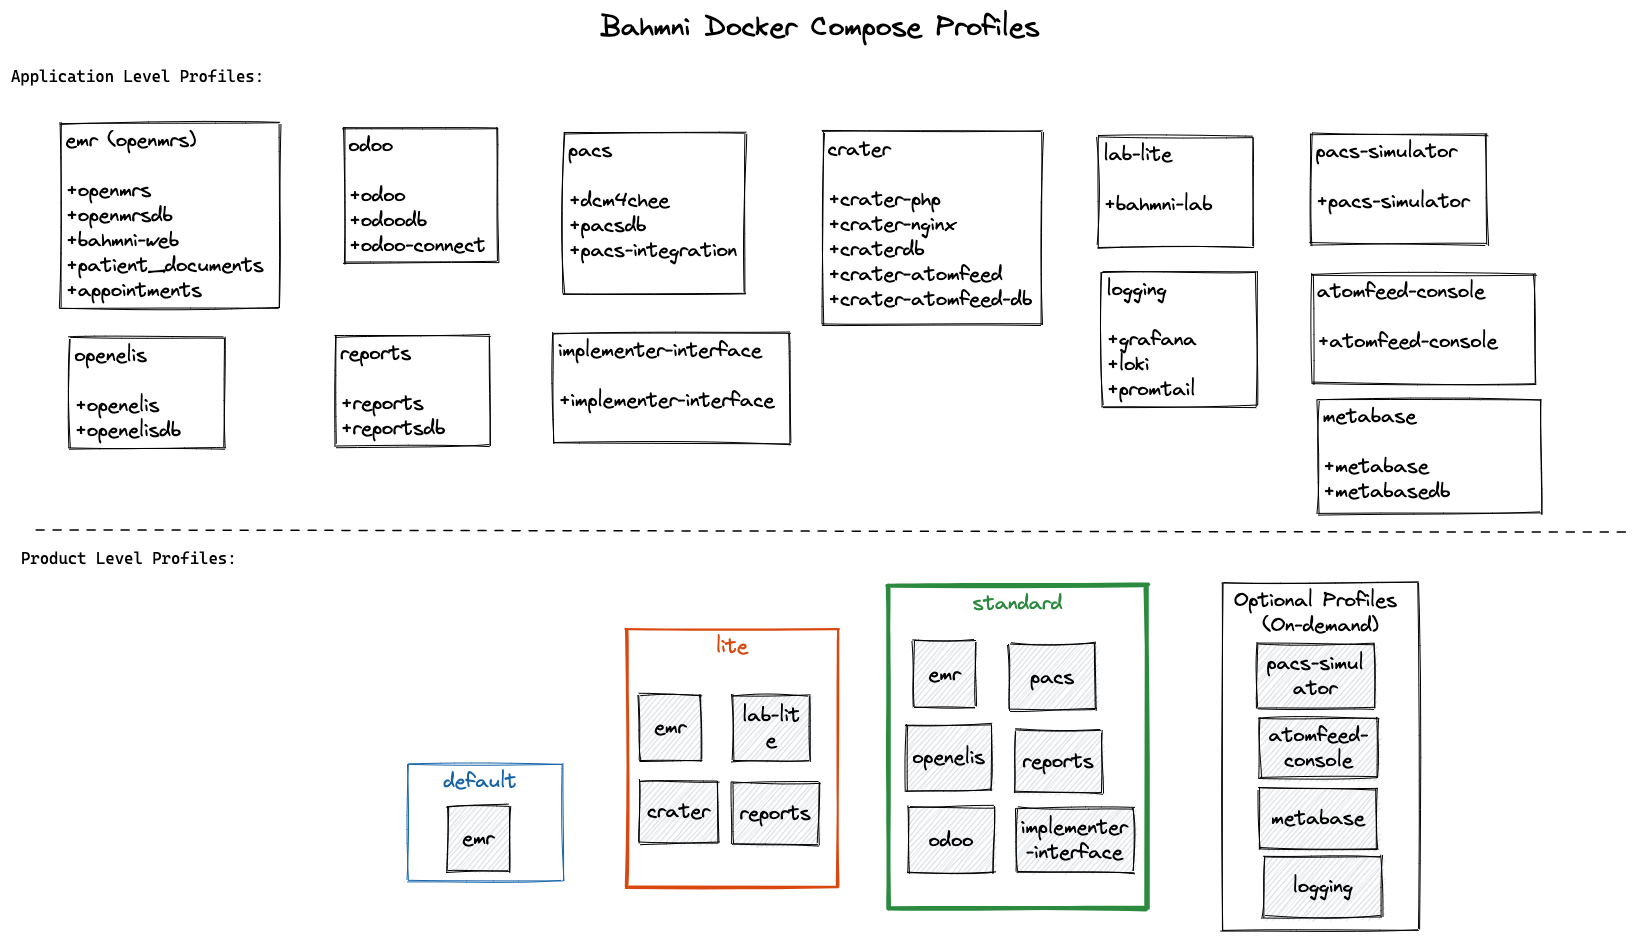 Bahmni Docker Compose Profiles
Application Level Profiles:
emr (openmrs)
+openmrs
+openmrsdb
+bahmni-web
+patient_documents
+appointments
odoo
+odoo
+odoodb
+odoo-connect
pacs
+dcm4chee
+pacsdb
+pacs-integration
crater
+crater-php
+crater-nginx
+craterdb
+crater-atomfeed
+crater-atomfeed-db
lab-lite
+bahmni-lab
pacs-simulator
+pacs-simulator
openelis
+openelis
+openelisdb
reports
+reports
+reportsdb
implementer-interface
+implementer-interface
logging
+grafana
+loki
+promtail
atomfeed-console
+atomfeed-console
metabase
+metabase
+metabasedb
Product Level Profiles:
default
emr
lite
emr
lab-lit
e
crater
reports
standard
emr
pacs
openelis
reports
odoo
implementer
-interface
Optional Profiles
(On-demand)
pacs-simul
ator
atomfeed-
console
metabase
logging